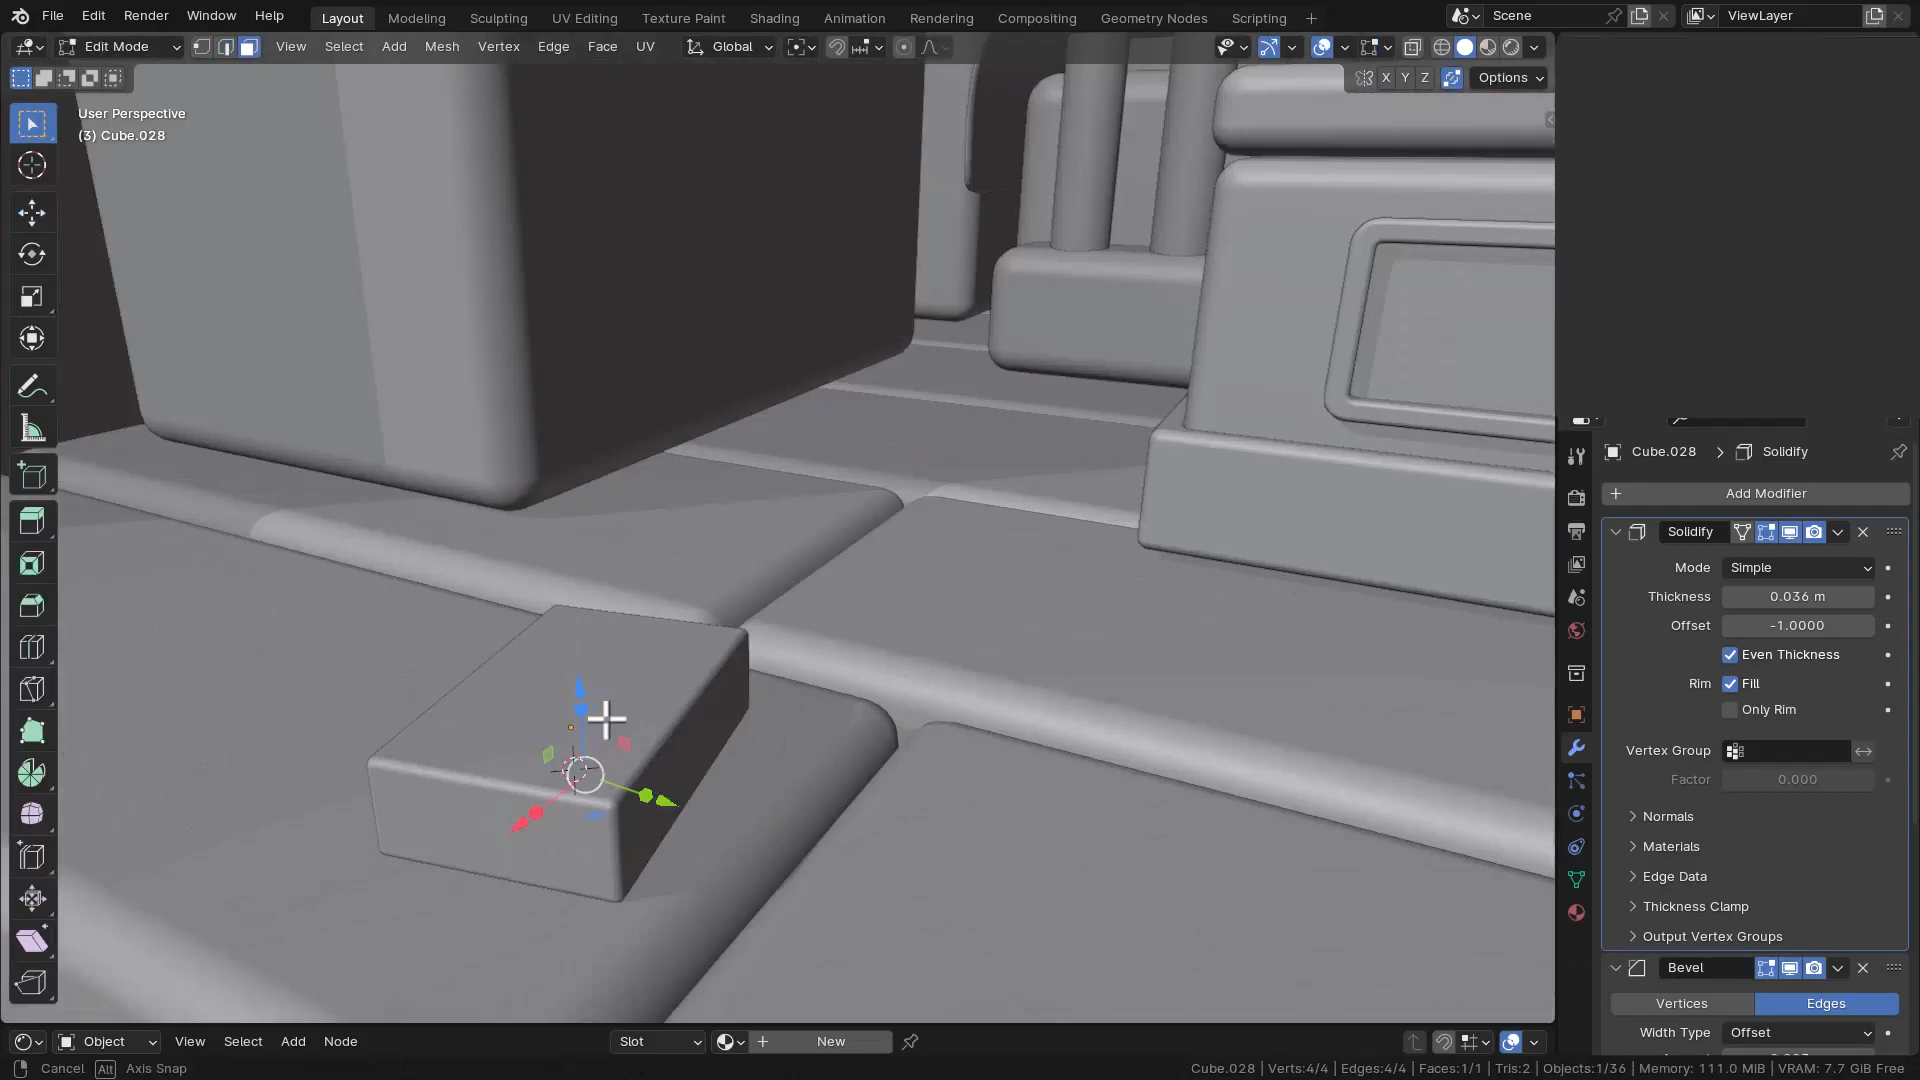 File Edit Render Window Help Layout Modeling Sculpting UV Editing Texture Paint Shading Animation Rendering Compositing Geometry Nodes Scripting Scene ViewLayer
Edit Mode View Select Add Mesh Vertex Edge Face UV Global
X Y Z Options
User Perspective
(3) Cube.028
Cube.028 Solidify
Add Modifier
Solidify
Mode Simple
Thickness 0.036 m
Offset -1.0000
Even Thickness
Rim Fill
Only Rim
Vertex Group
Factor 0.000
Normals
Materials
Edge Data
Thickness Clamp
Output Vertex Groups
Bevel
Vertices Edges
Width Type Offset
Object View Select Add Node Slot New
Cancel Alt Axis Snap Cube.028 | Verts:4/4 | Edges:4/4 | Faces:1/1 | Tris:2 | Objects:1/36 | Memory: 111.0 MiB | VRAM: 7.7 GiB Free